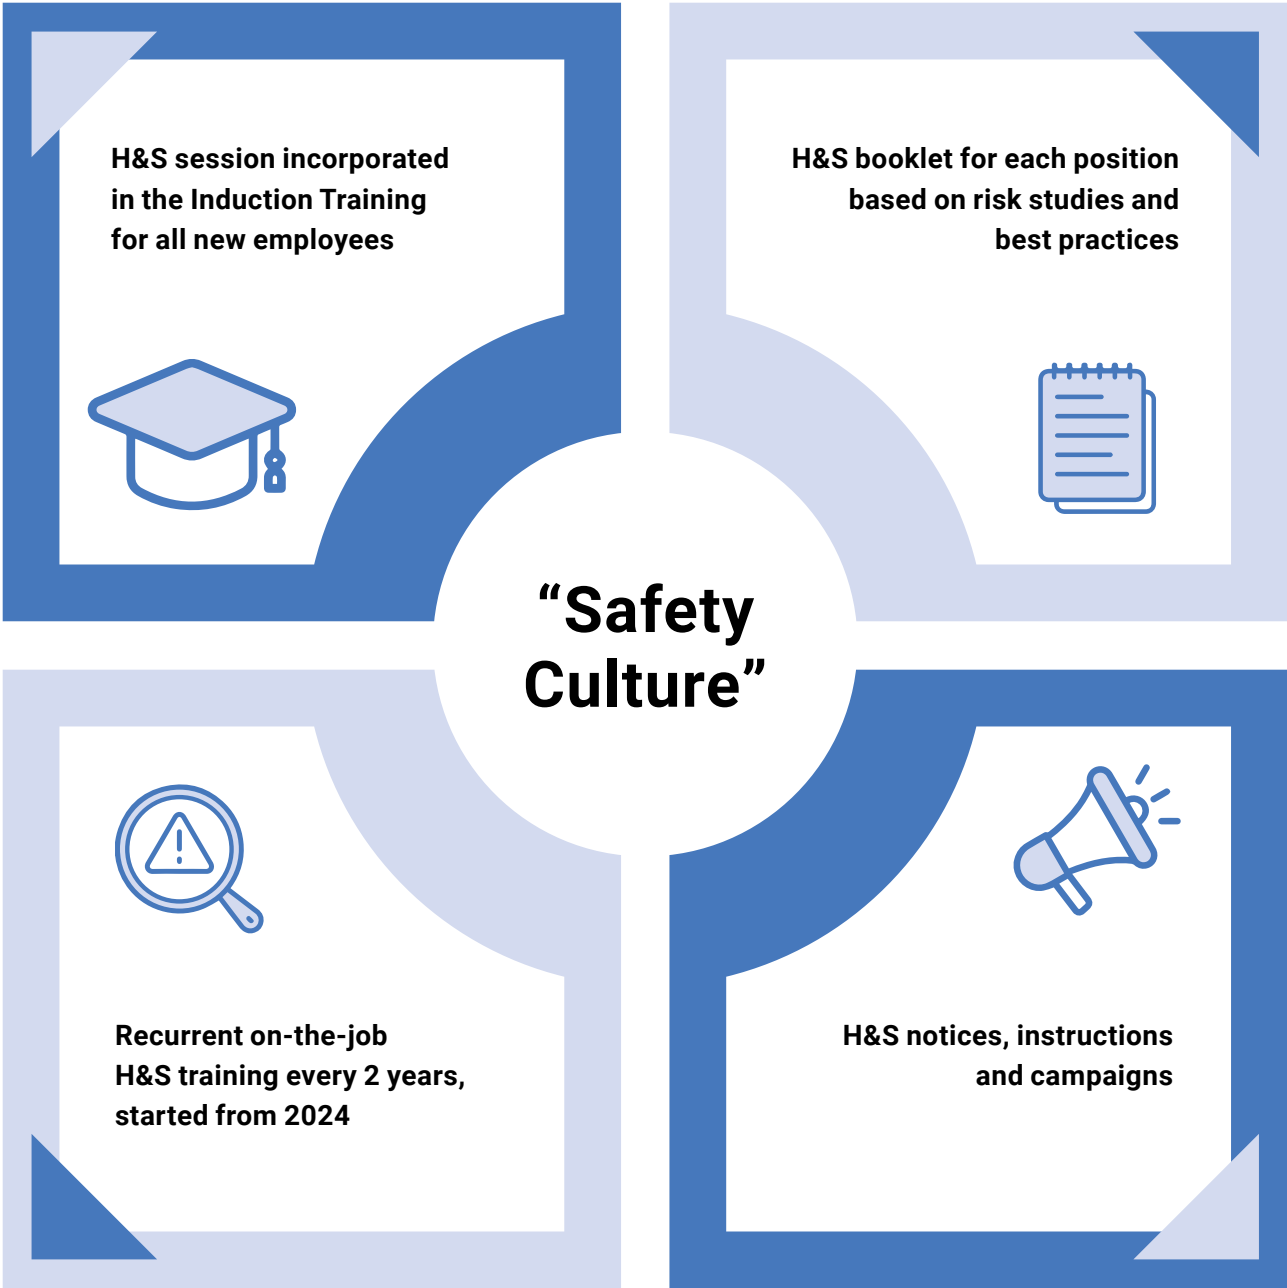 H&S session incorporated
in the Induction Training
for all new employees
H&S booklet for each position
based on risk studies and
best practices
“Safety
Culture”
Recurrent on-the-job
H&S training every 2 years,
started from 2024
H&S notices, instructions
and campaigns